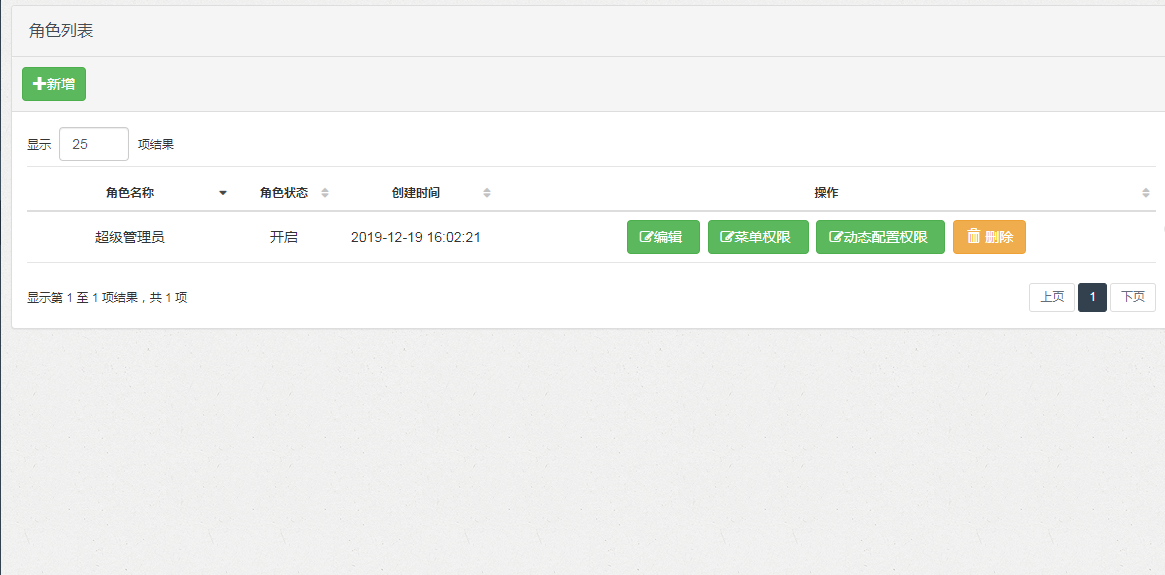 角色列表
新增
显示 25 项结果
角色名称 角色状态 创建时间 操作
超级管理员 开启 2019-12-19 16:02:21 编辑 菜单权限 动态配置权限 删除
显示第 1 至 1 项结果，共 1 项 上页 1 下页